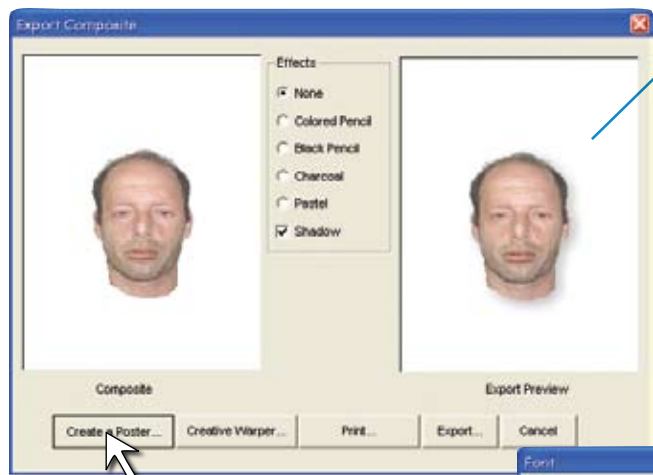 Export Composite
Effects
None
Colored Pencil
Black Pencil
Charcoal
Pastel
Shadow
Composite
Export Preview
Create a Poster...
Creative Warper...
Print...
Export...
Cancel
Font